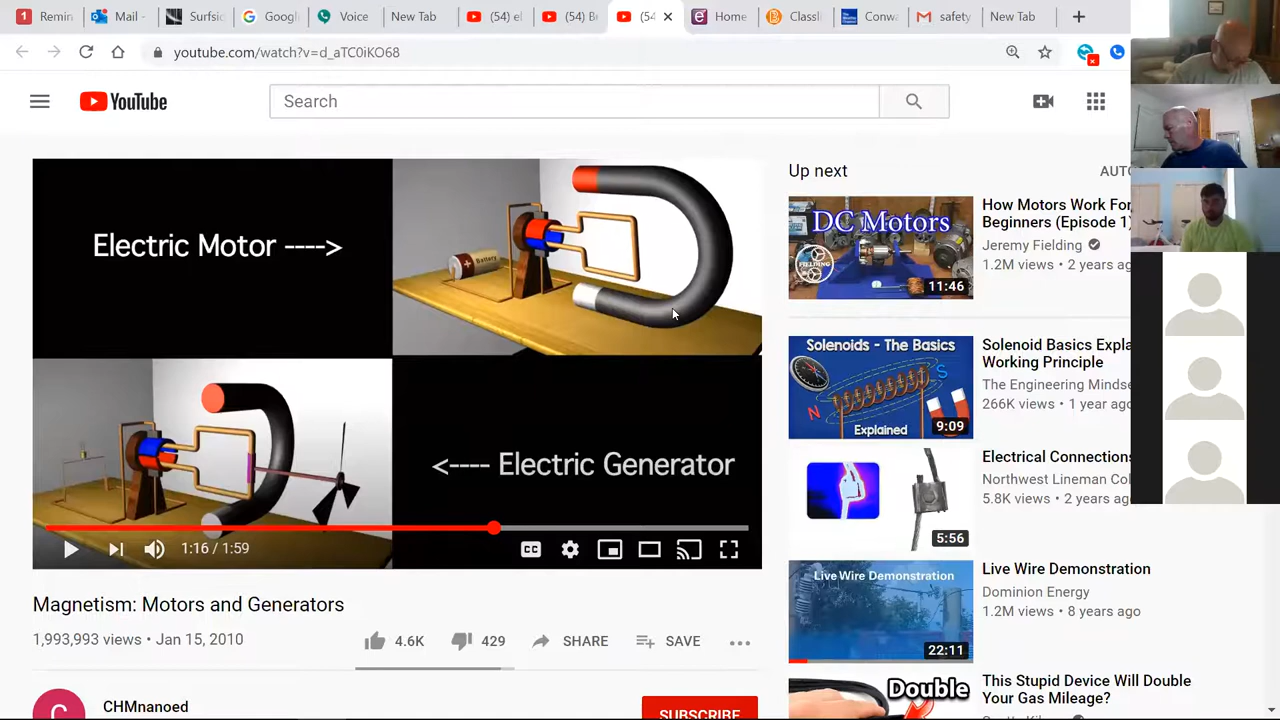 1 Remin
Mail -
Surfsic
Googl
Voice
New Tab
(54) El
(54) B
(54
Home
Classl
Conwa
safety
New Tab
youtube.com/watch?v=d_aTC0iKO68
YouTube
Search
Electric Motor ---->
+ Battery
<---- Electric Generator
1:16 / 1:59
CC
Magnetism: Motors and Generators
1,993,993 views • Jan 15, 2010
4.6K
429
SHARE
SAVE
CHMnanoed
SUBSCRIBE
Up next
AUTO
DC Motors
FIELDING
11:46
How Motors Work For
Beginners (Episode 1)
Jeremy Fielding
1.2M views • 2 years ag
Solenoids - The Basics
N
S
Explained
9:09
Solenoid Basics Expla
Working Principle
The Engineering Mindse
266K views • 1 year ago
5:56
Electrical Connections
Northwest Lineman Col
5.8K views • 2 years ag
Live Wire Demonstration
22:11
Live Wire Demonstration
Dominion Energy
1.2M views • 8 years ago
Double
This Stupid Device Will Double
Your Gas Mileage?